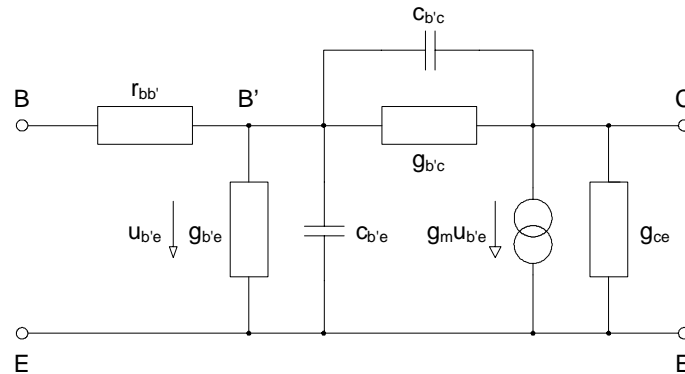 c_b'c
r_bb'
B B' C
g_b'c
u_b'e g_b'e c_b'e g_m u_b'e g_ce
E E